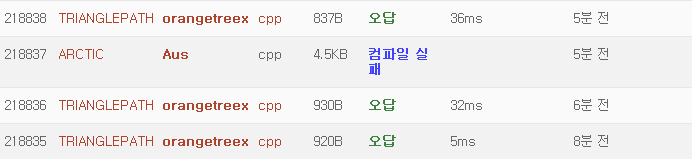 218838 TRIANGLEPATH orangetreex cpp 837B 오답 36ms 5분 전
218837 ARCTIC Aus cpp 4.5KB 컴파일 실 5분 전
패
218836 TRIANGLEPATH orangetreex cpp 930B 오답 32ms 6분 전
218835 TRIANGLEPATH orangetreex cpp 920B 오답 5ms 8분 전